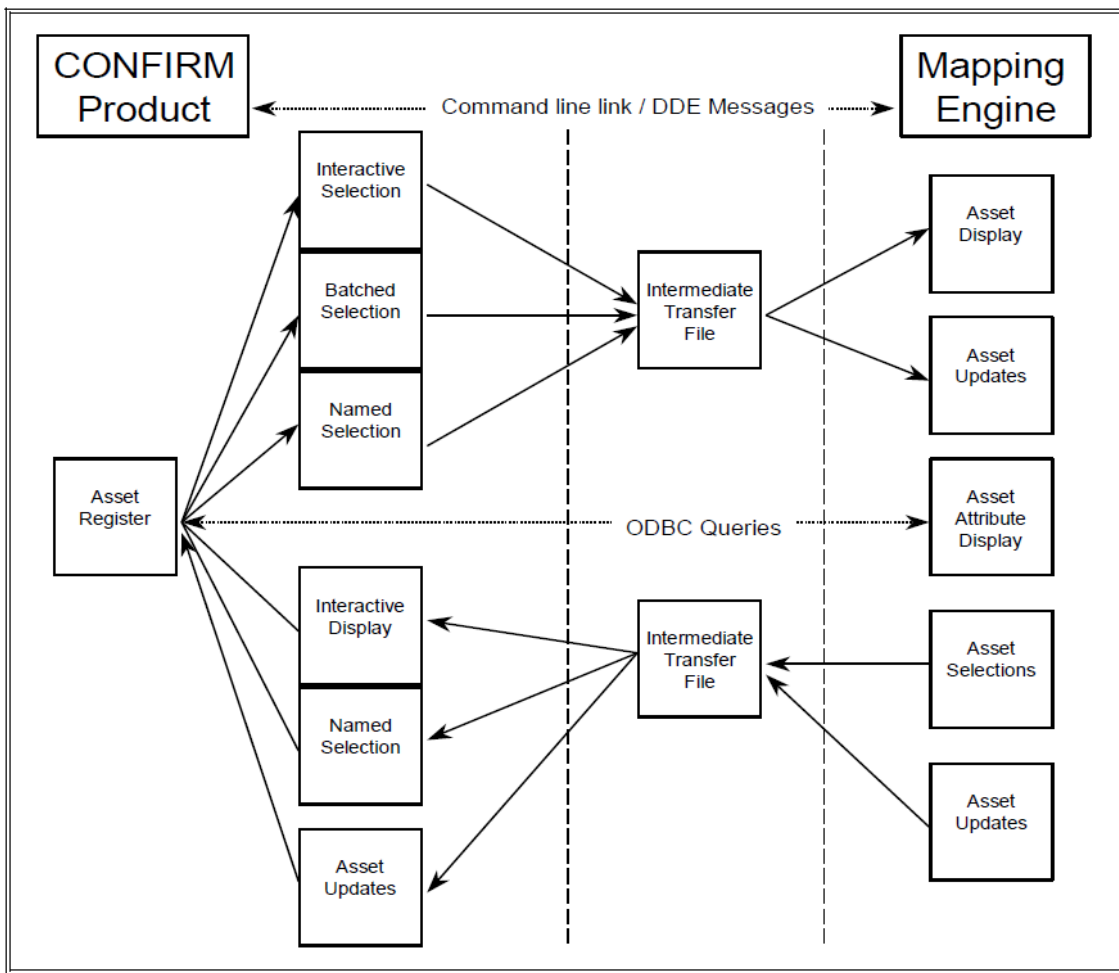 CONFIRM
Product
Mapping
Engine
Command line link / DDE Messages
Interactive
Selection
Batched
Selection
Named
Selection
Intermediate
Transfer
File
Asset
Display
Asset
Updates
Asset
Register
ODBC Queries
Asset
Attribute
Display
Interactive
Display
Named
Selection
Asset
Updates
Intermediate
Transfer
File
Asset
Selections
Asset
Updates